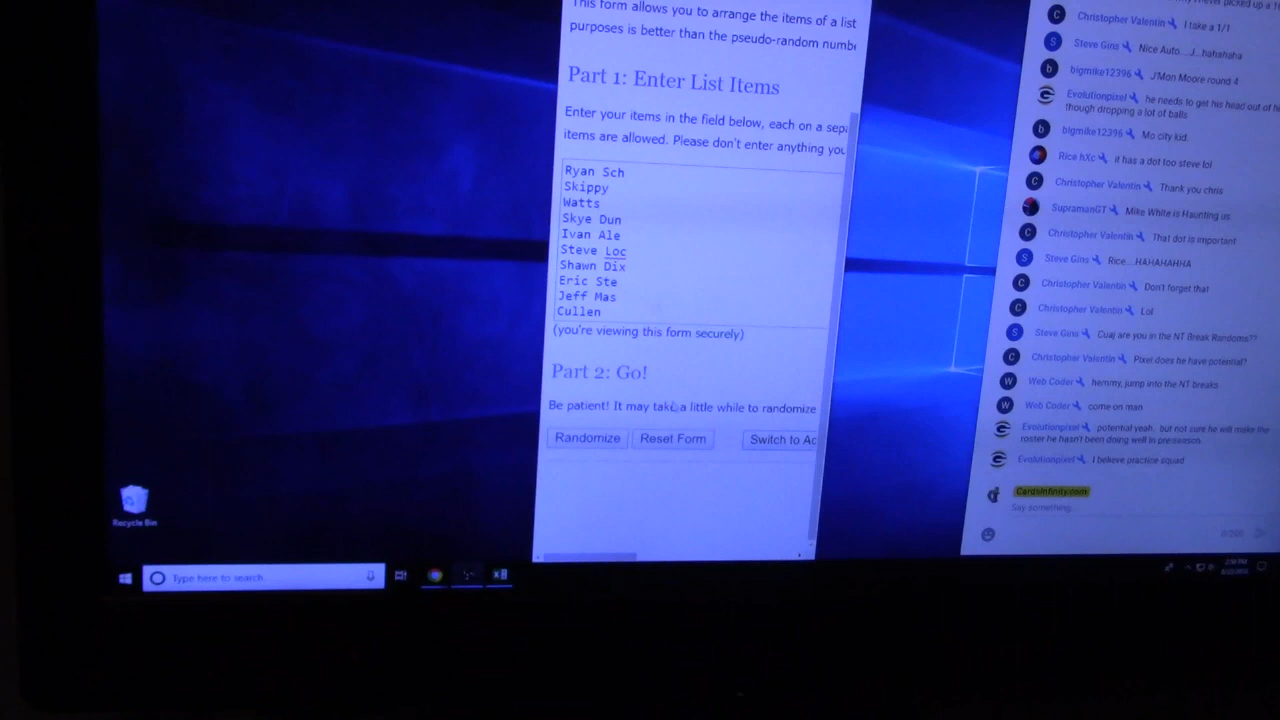 This form allows you to arrange the items of a list
purposes is better than the pseudo-random numbe
Part 1: Enter List Items
Enter your items in the field below, each on a sepa
items are allowed. Please don't enter anything you
Ryan Sch
Skippy
Watts
Skye Dun
Ivan Ale
Steve Loc
Shawn Dix
Eric Ste
Jeff Mas
Cullen
(you're viewing this form securely)
Part 2: Go!
Be patient! It may take a little while to randomize
Randomize Reset Form Switch to Ad
picked up a
Christopher Valentin I take a 1/1
Steve Gins Nice Auto....J...hahahaha
bigmike12396 J'Mon Moore round 4
Evolutionpixel he needs to get his head out of
though dropping a lot of balls
bigmike12396 Mo city kid.
Rice hXc it has a dot too steve lol
Christopher Valentin Thank you chris
SupramanGT Mike White is Haunting us
Christopher Valentin That dot is important
Steve Gins Rice....HAHAHAHHA
Christopher Valentin Don't forget that
Christopher Valentin Lol
Steve Gins Cuaj are you in the NT Break Randoms??
Christopher Valentin Pixel does he have potential?
Web Coder hemmy, jump into the NT breaks
Web Coder come on man
Evolutionpixel potential yeah, but not sure he will make the
roster he hasn't been doing well in preseason
Evolutionpixel I believe practice squad
CardsInfinity.com
Say something...
0/200
Recycle Bin
Type here to search